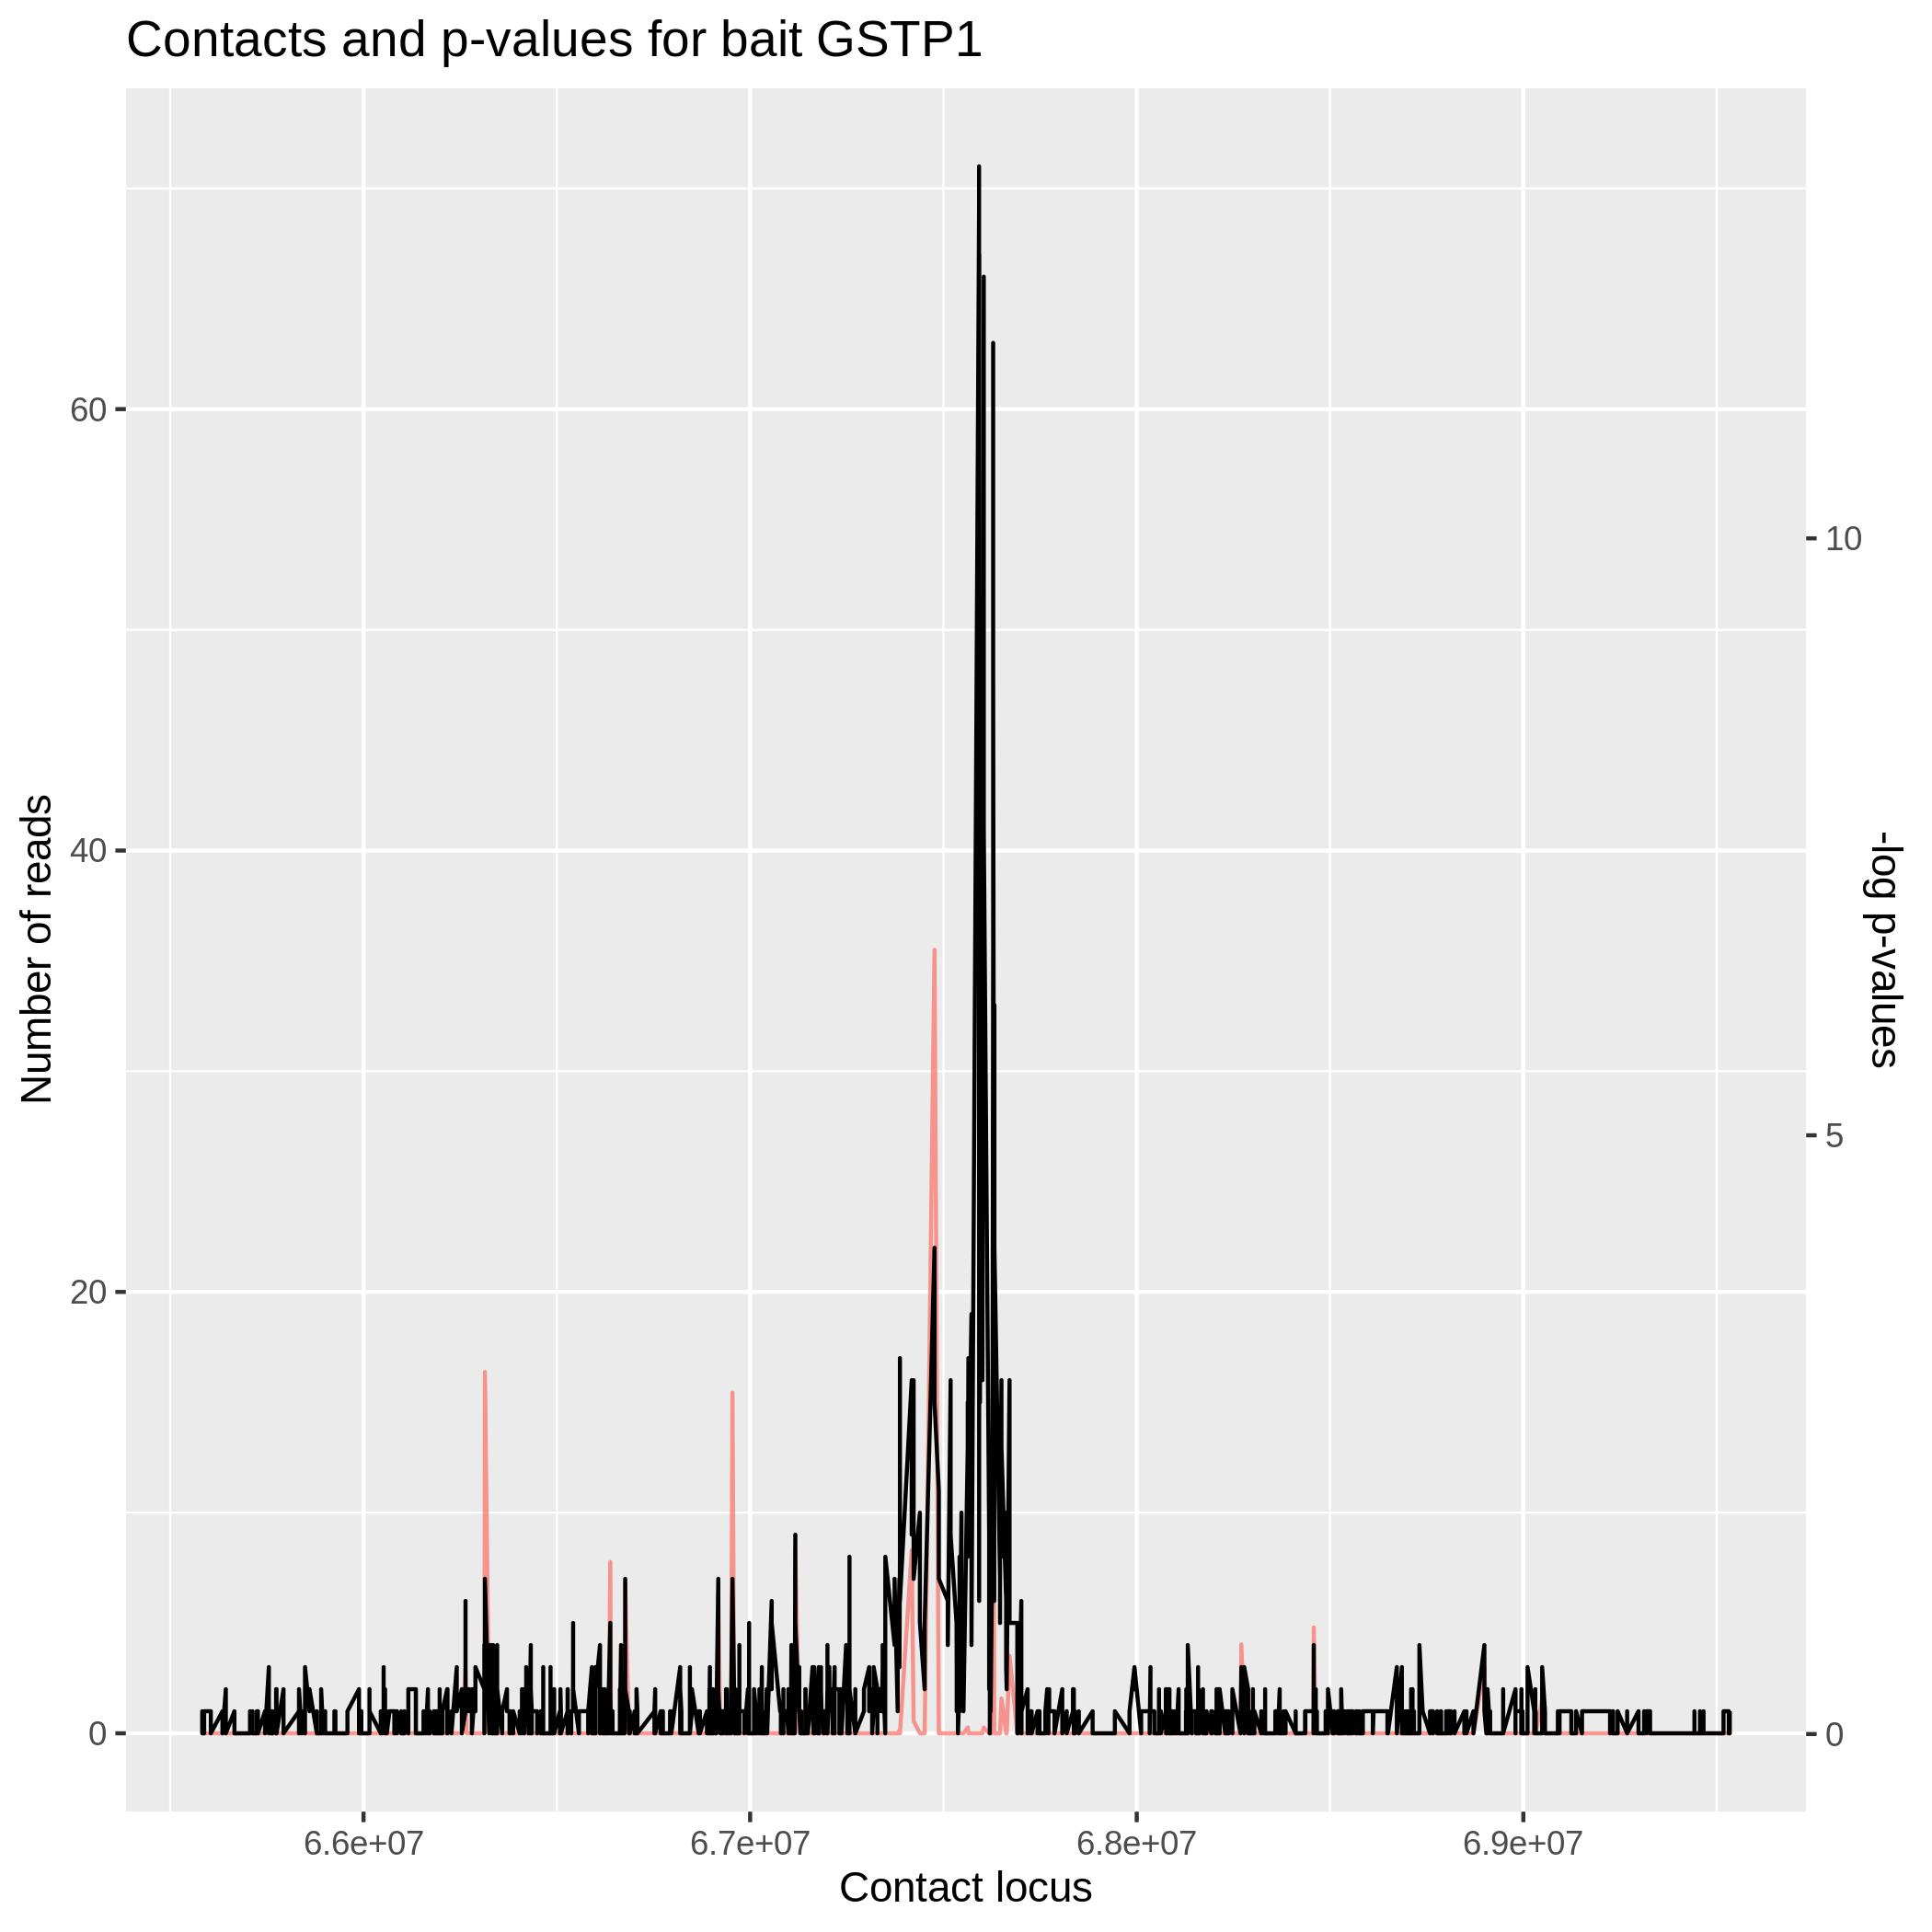 Contacts and p-values for bait GSTP1
60
40
20
0
Number of reads
10
5
0
-log p-values
6.6e+07
6.7e+07
6.8e+07
6.9e+07
Contact locus